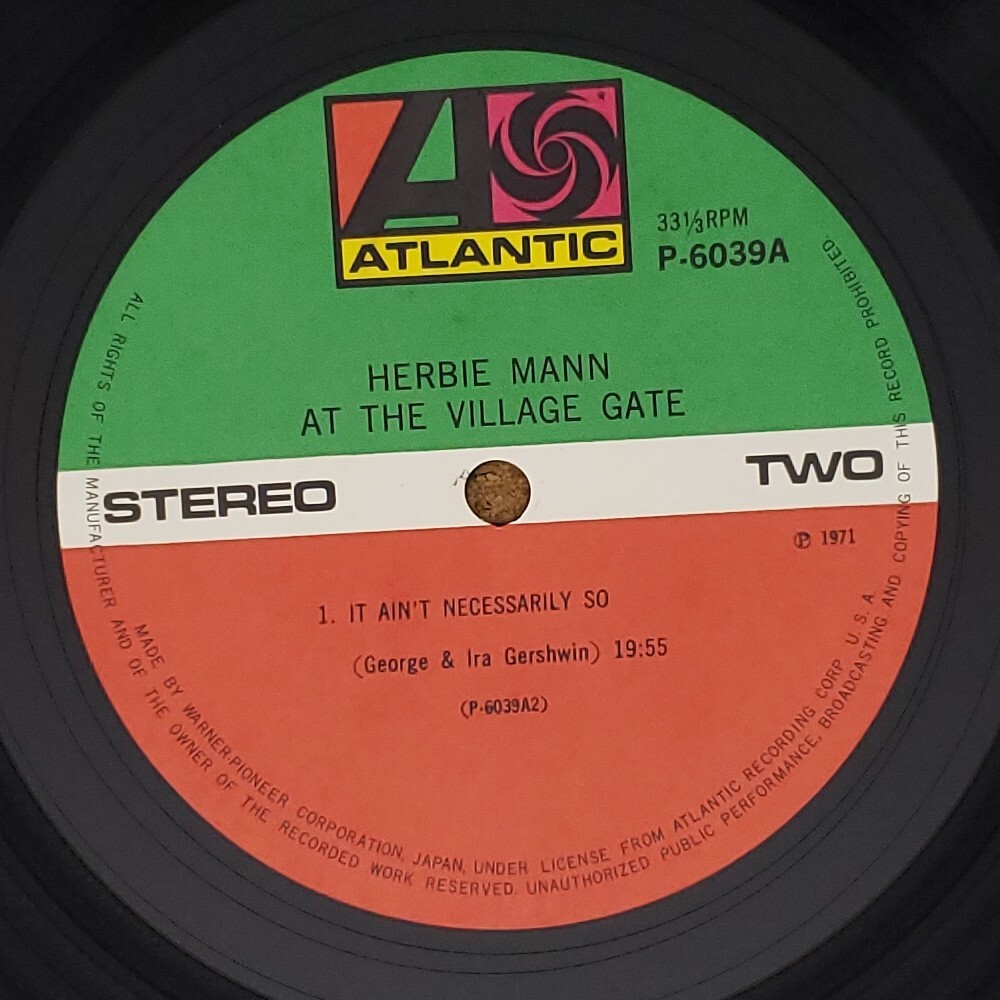 ATLANTIC
33⅓RPM
P-6039A
HERBIE MANN
AT THE VILLAGE GATE
STEREO
TWO
℗ 1971
1. IT AIN'T NECESSARILY SO
(George & Ira Gershwin) 19:55
(P-6039A2)
MADE BY WARNER-PIONEER CORPORATION, JAPAN, UNDER LICENSE FROM ATLANTIC RECORDING CORP. U.S.A.
ALL RIGHTS OF THE MANUFACTURER AND OF THE OWNER OF THE RECORDED WORK RESERVED. UNAUTHORIZED PUBLIC PERFORMANCE, BROADCASTING AND COPYING OF THIS RECORD PROHIBITED.